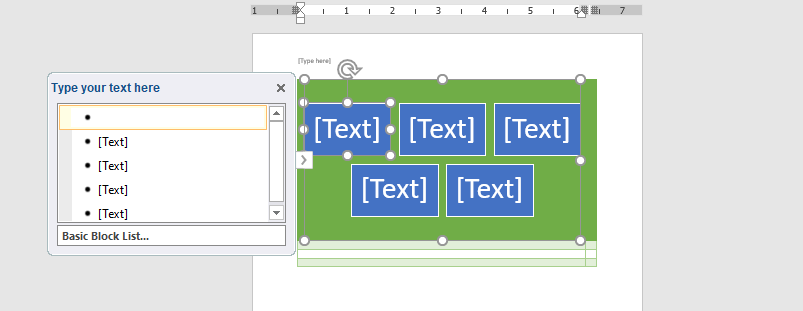 1 1 2 3 4 5 6 7
[Type here]
Type your text here
[Text]
[Text]
[Text]
[Text]
Basic Block List...
[Text] [Text] [Text]
[Text] [Text]